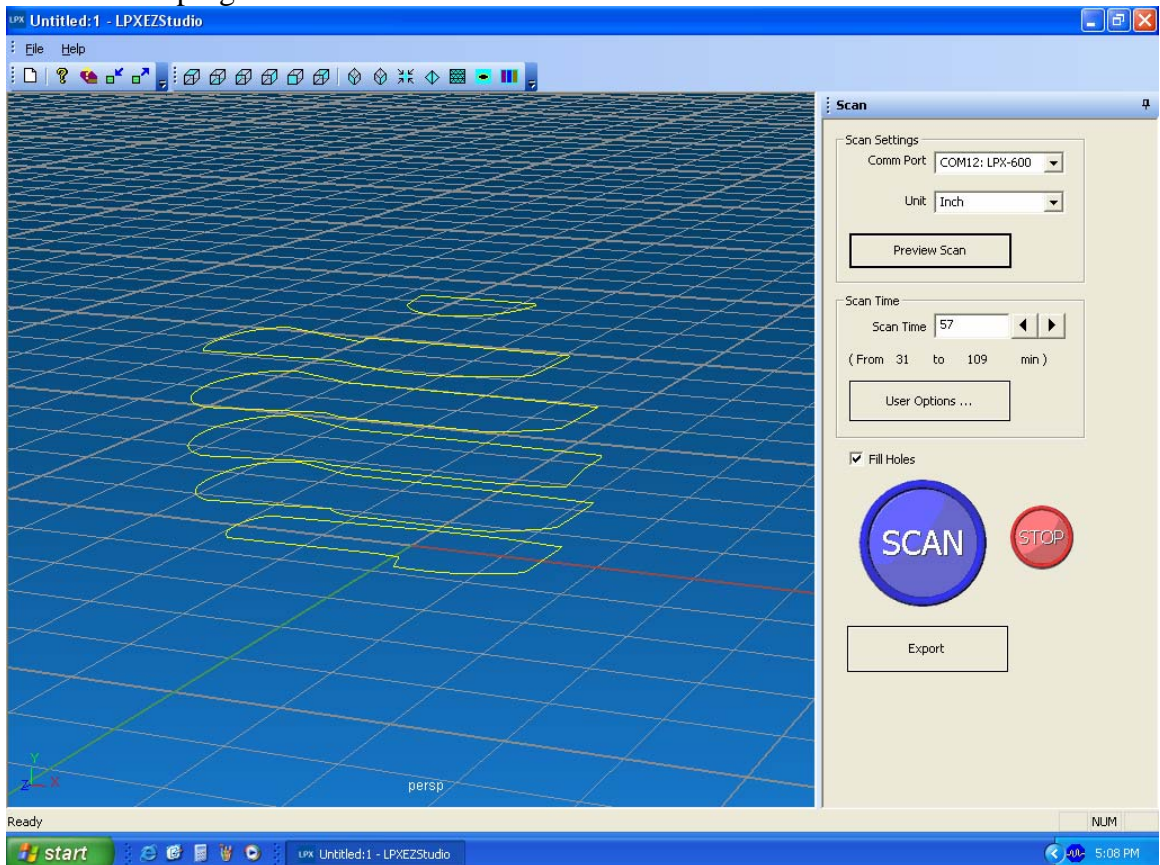 LPX Untitled:1 - LPXEZStudio
File Help
Scan
Scan Settings
Comm Port COM12: LPX-600
Unit Inch
Preview Scan
Scan Time
Scan Time 57
( From 31 to 109 min )
User Options ...
Fill Holes
SCAN STOP
Export
Y
Z X
persp
Ready NUM
start LPX Untitled:1 - LPXEZStudio 5:08 PM